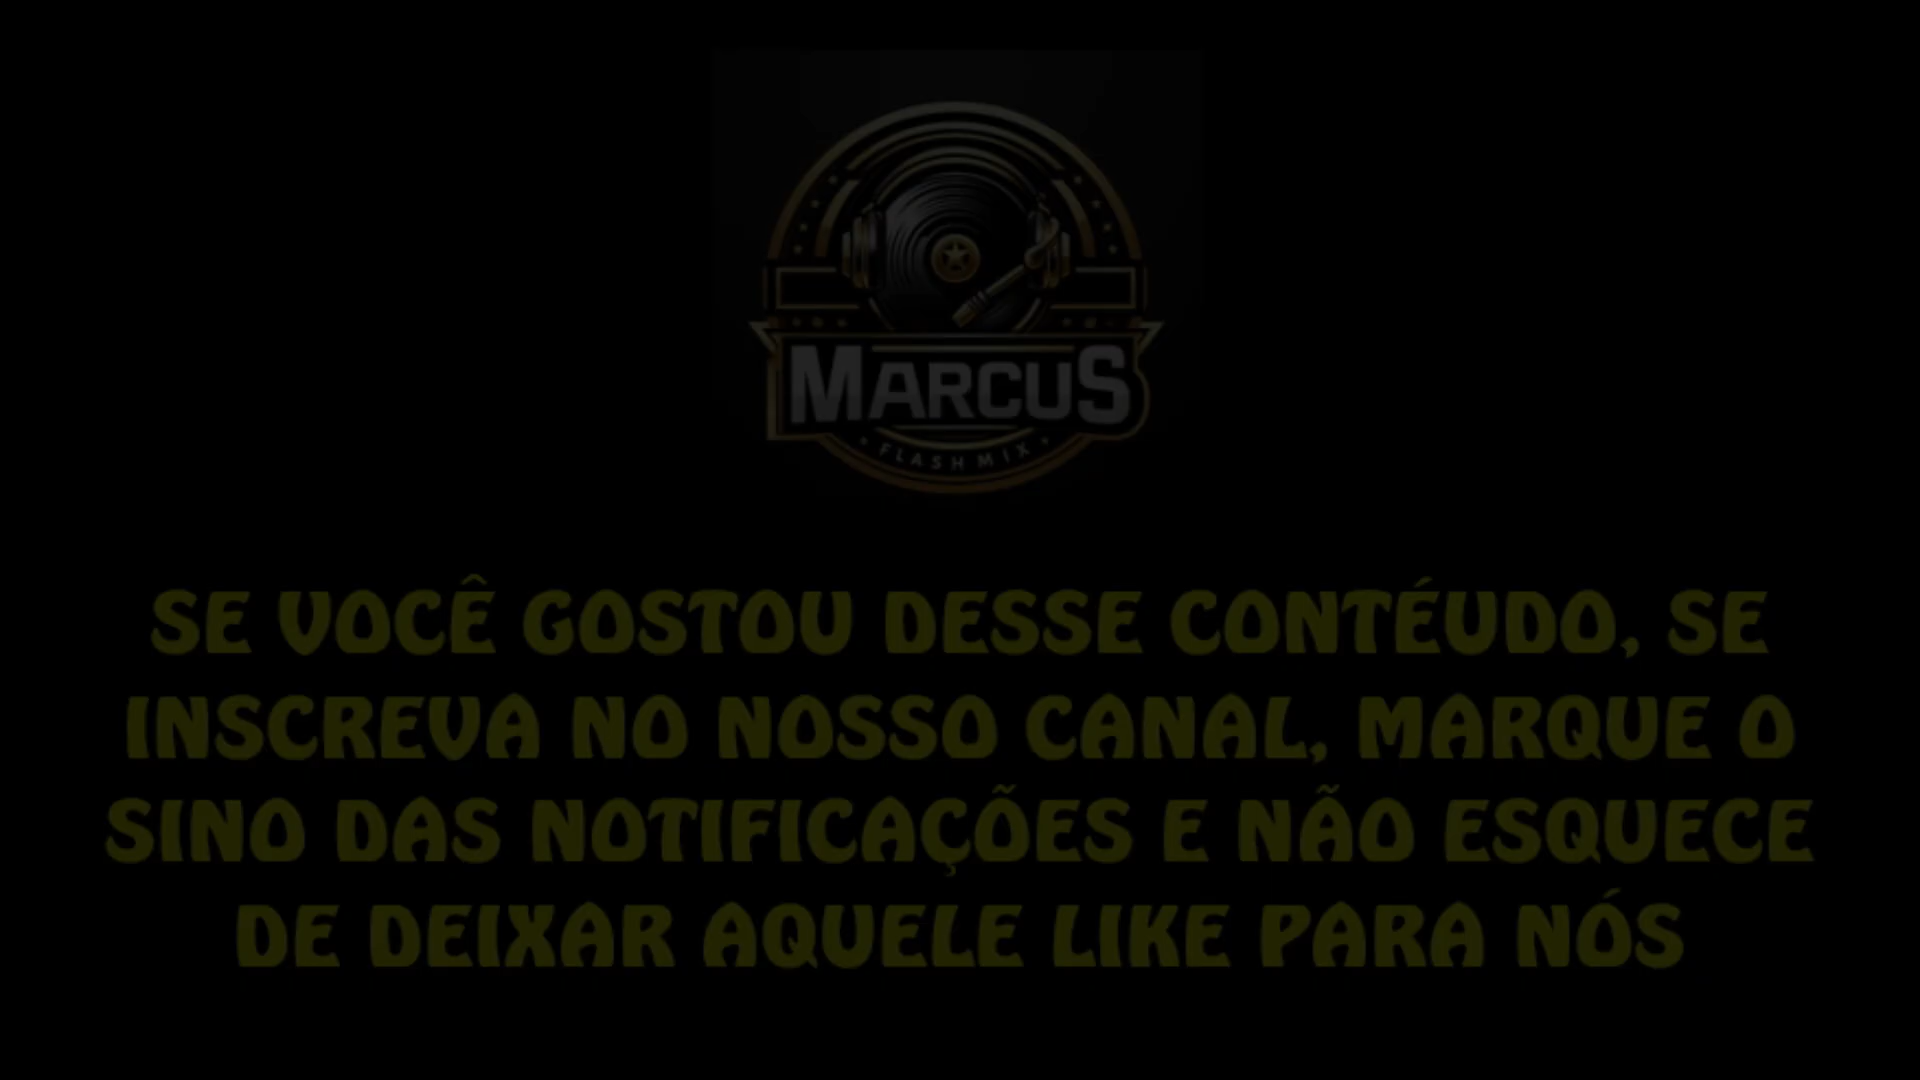 MARCUS
FLASH MIX
SE VOCÊ GOSTOU DESSE CONTÉUDO, SE
INSCREVA NO NOSSO CANAL, MARQUE O
SINO DAS NOTIFICAÇÕES E NÃO ESQUECE
DE DEIXAR AQUELE LIKE PARA NÓS